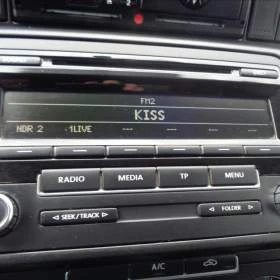 FM2
KISS
NDR 2 1LIVE --- --- --- ---
RADIO MEDIA TP MENU
SEEK/TRACK FOLDER
A/C